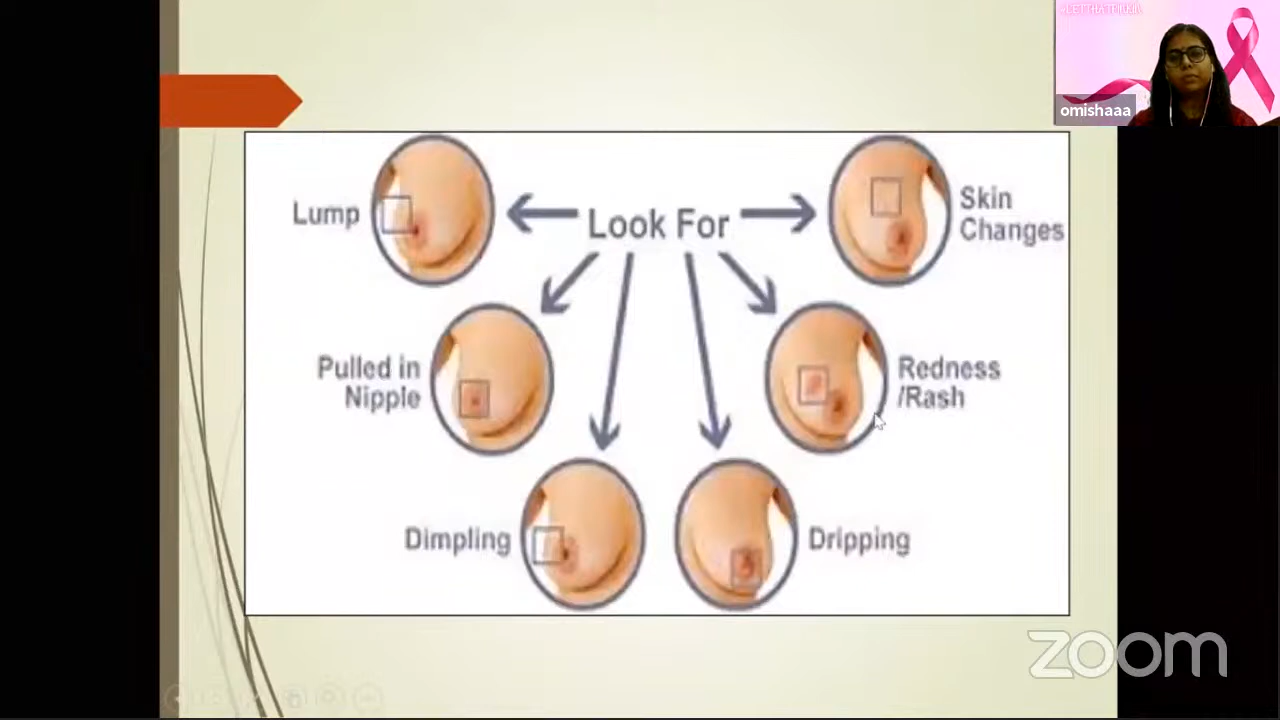 omishaaa
Look For
Lump
Skin
Changes
Pulled in
Nipple
Redness
/Rash
Dimpling
Dripping
zoom